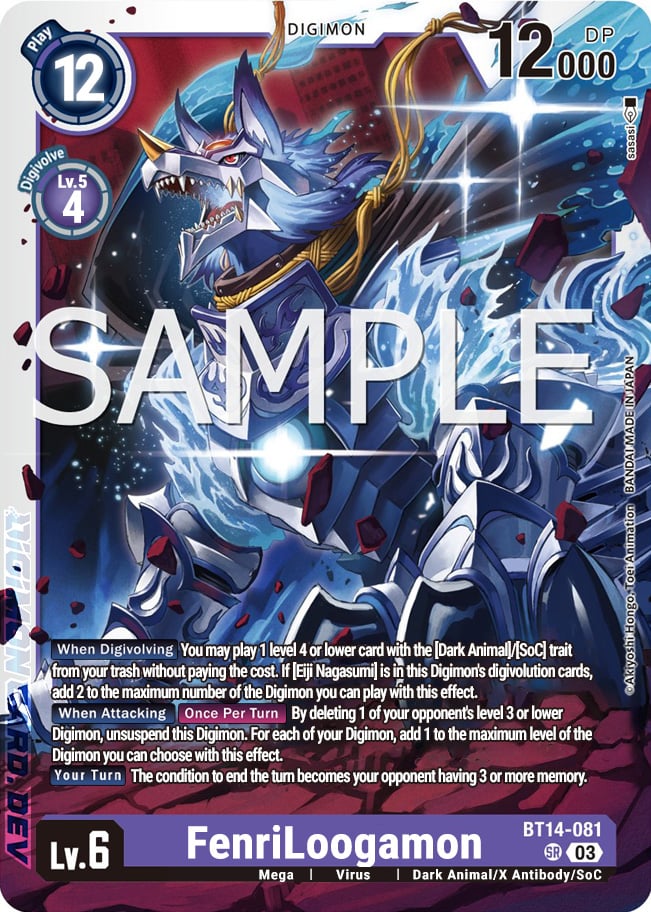 DIGIMON
Play
12
12000
DP
Digivolve
Lv.5
4
sasasi
SAMPLE
©Akiyoshi Hongo, Toei Animation BANDAI MADE IN JAPAN
When Digivolving You may play 1 level 4 or lower card with the [Dark Animal]/[SoC] trait
from your trash without paying the cost. If [Eiji Nagasumi] is in this Digimon's digivolution cards,
add 2 to the maximum number of the Digimon you can play with this effect.
When Attacking Once Per Turn By deleting 1 of your opponent's level 3 or lower
Digimon, unsuspend this Digimon. For each of your Digimon, add 1 to the maximum level of the
Digimon you can choose with this effect.
Your Turn The condition to end the turn becomes your opponent having 3 or more memory.
Lv.6
FenriLoogamon
BT14-081
SR 03
Mega | Virus | Dark Animal/X Antibody/SoC